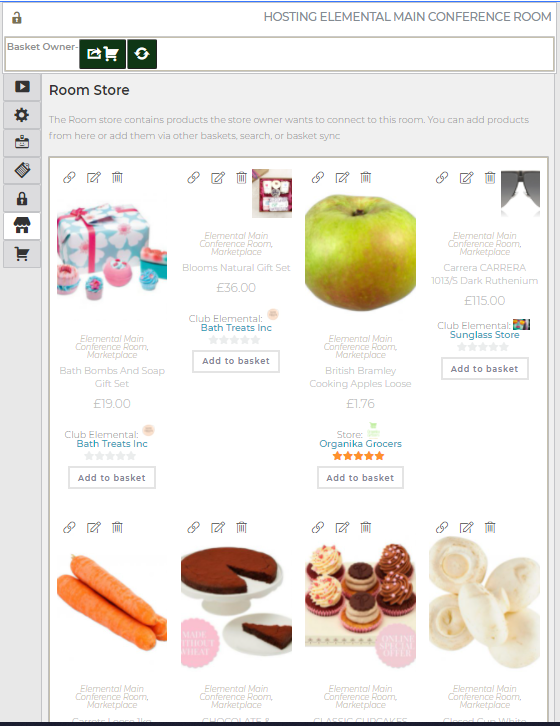 HOSTING ELEMENTAL MAIN CONFERENCE ROOM
Basket Owner-
Room Store
The Room store contains products the store owner wants to connect to this room. You can add products
from here or add them via other baskets, search, or basket sync
Elemental Main
Conference Room,
Marketplace
Bath Bombs And Soap
Gift Set
£19.00
Club Elemental:
Bath Treats Inc
Add to basket
Elemental Main
Conference Room,
Marketplace
Blooms Natural Gift Set
£36.00
Club Elemental:
Bath Treats Inc
Add to basket
Elemental Main
Conference Room,
Marketplace
British Bramley
Cooking Apples Loose
£1.76
Store:
Organika Grocers
Add to basket
Elemental Main
Conference Room,
Marketplace
Carrera CARRERA
1013/S Dark Ruthenium
£115.00
Club Elemental:
Sunglass Store
Add to basket
Elemental Main
Conference Room,
Marketplace
Carrots Loose 1kg
MADE
WITHOUT
WHEAT
Elemental Main
Conference Room,
Marketplace
CHOCOLATE &
ONLINE
SPECIAL
OFFER
Elemental Main
Conference Room,
Marketplace
CLASSIC CUPCAKES
Elemental Main
Conference Room,
Marketplace
Closed Cup White